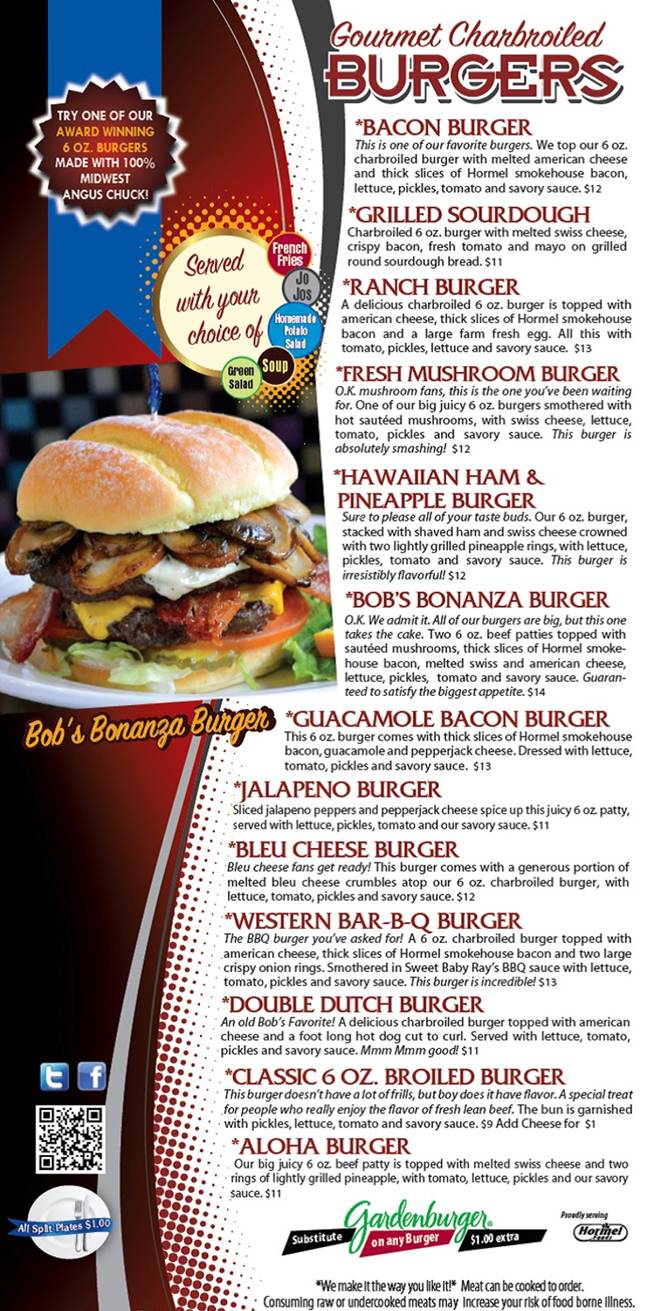 Gourmet Charbroiled
BURGERS
TRY ONE OF OUR
AWARD WINNING
6 OZ. BURGERS
MADE WITH 100%
MIDWEST
ANGUS CHUCK!
Served
with your
choice of
French
Fries
Jo
Jos
Homemade
Potato
Salad
Soup
Green
Salad
*BACON BURGER
This is one of our favorite burgers. We top our 6 oz.
charbroiled burger with melted american cheese
and thick slices of Hormel smokehouse bacon,
lettuce, pickles, tomato and savory sauce. $12
*GRILLED SOURDOUGH
Charbroiled 6 oz. burger with melted swiss cheese,
crispy bacon, fresh tomato and mayo on grilled
round sourdough bread. $11
*RANCH BURGER
A delicious charbroiled 6 oz. burger is topped with
american cheese, thick slices of Hormel smokehouse
bacon and a large farm fresh egg. All this with
tomato, pickles, lettuce and savory sauce. $13
*FRESH MUSHROOM BURGER
O.K. mushroom fans, this is the one you've been waiting
for. One of our big juicy 6 oz. burgers smothered with
hot sautéed mushrooms, with swiss cheese, lettuce,
tomato, pickles and savory sauce. This burger is
absolutely smashing! $12
*HAWAIIAN HAM &
PINEAPPLE BURGER
Sure to please all of your taste buds. Our 6 oz. burger,
stacked with shaved ham and swiss cheese crowned
with two lightly grilled pineapple rings, with lettuce,
pickles, tomato and savory sauce. This burger is
irresistibly flavorful! $12
*BOB'S BONANZA BURGER
O.K. We admit it. All of our burgers are big, but this one
takes the cake. Two 6 oz. beef patties topped with
sautéed mushrooms, thick slices of Hormel smoke-
house bacon, melted swiss and american cheese,
lettuce, pickles, tomato and savory sauce. Guaran-
teed to satisfy the biggest appetite. $14
Bob's Bonanza Burger
*GUACAMOLE BACON BURGER
This 6 oz. burger comes with thick slices of Hormel smokehouse
bacon, guacamole and pepperjack cheese. Dressed with lettuce,
tomato, pickles and savory sauce. $13
*JALAPENO BURGER
Sliced jalapeno peppers and pepperjack cheese spice up this juicy 6 oz. patty,
served with lettuce, pickles, tomato and our savory sauce. $11
*BLEU CHEESE BURGER
Bleu cheese fans get ready! This burger comes with a generous portion of
melted bleu cheese crumbles atop our 6 oz. charbroiled burger, with
lettuce, tomato, pickles and savory sauce. $12
*WESTERN BAR-B-Q BURGER
The BBQ burger you've asked for! A 6 oz. charbroiled burger topped with
american cheese, thick slices of Hormel smokehouse bacon and two large
crispy onion rings. Smothered in Sweet Baby Ray's BBQ sauce with lettuce,
tomato, pickles and savory sauce. This burger is incredible! $13
*DOUBLE DUTCH BURGER
An old Bob's Favorite! A delicious charbroiled burger topped with american
cheese and a foot long hot dog cut to curl. Served with lettuce, tomato,
pickles and savory sauce. Mmm Mmm good! $11
*CLASSIC 6 OZ. BROILED BURGER
This burger doesn't have a lot of frills, but boy does it have flavor. A special treat
for people who really enjoy the flavor of fresh lean beef. The bun is garnished
with pickles, lettuce, tomato and savory sauce. $9 Add Cheese for $1
*ALOHA BURGER
Our big juicy 6 oz. beef patty is topped with melted swiss cheese and two
rings of lightly grilled pineapple, with tomato, lettuce, pickles and our savory
sauce. $11
All Split Plates $1.00
Gardenburger®
Substitute on any Burger $1.00 extra
Proudly serving
Hormel
FOODS
*We make it the way you like it!* Meat can be cooked to order.
Consuming raw or undercooked meats may increase your risk of food borne illness.